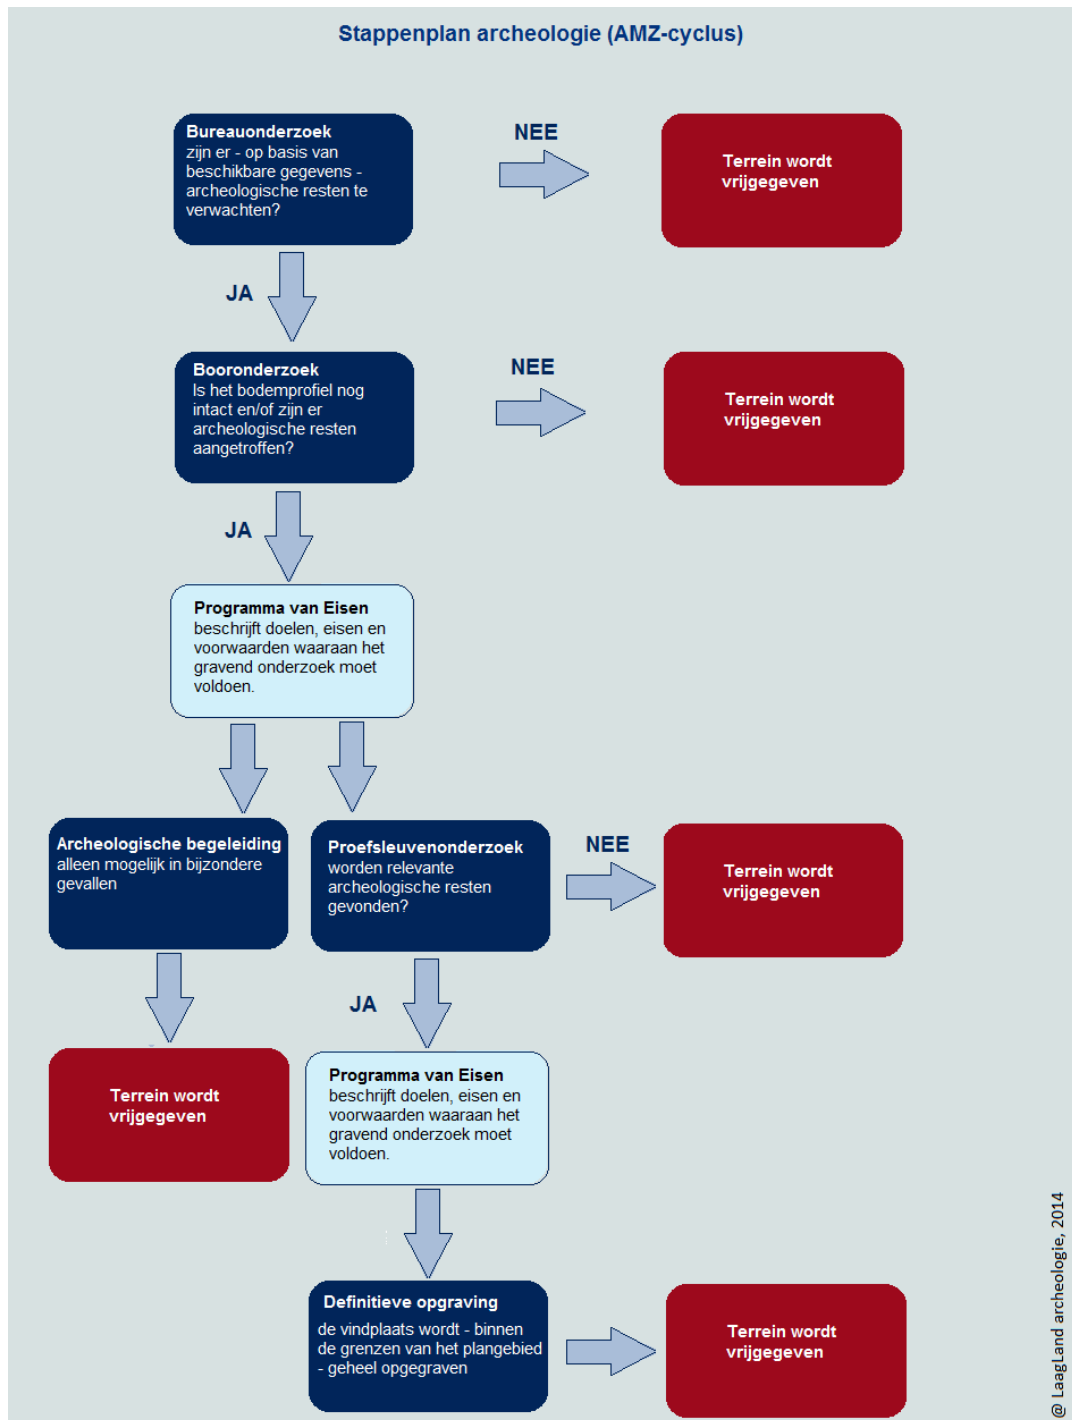 Stappenplan archeologie (AMZ-cyclus)
Bureauonderzoek
zijn er - op basis van
beschikbare gegevens -
archeologische resten te
verwachten?
NEE
Terrein wordt
vrijgegeven
JA
Booronderzoek
Is het bodemprofiel nog
intact en/of zijn er
archeologische resten
aangetroffen?
NEE
Terrein wordt
vrijgegeven
JA
Programma van Eisen
beschrijft doelen, eisen en
voorwaarden waaraan het
gravend onderzoek moet
voldoen.
Archeologische begeleiding
alleen mogelijk in bijzondere
gevallen
Proefsleuvenonderzoek
worden relevante
archeologische resten
gevonden?
NEE
Terrein wordt
vrijgegeven
JA
Terrein wordt
vrijgegeven
Programma van Eisen
beschrijft doelen, eisen en
voorwaarden waaraan het
gravend onderzoek moet
voldoen.
Definitieve opgraving
de vindplaats wordt - binnen
de grenzen van het plangebied
- geheel opgegraven
Terrein wordt
vrijgegeven
@ LaagLand archeologie, 2014